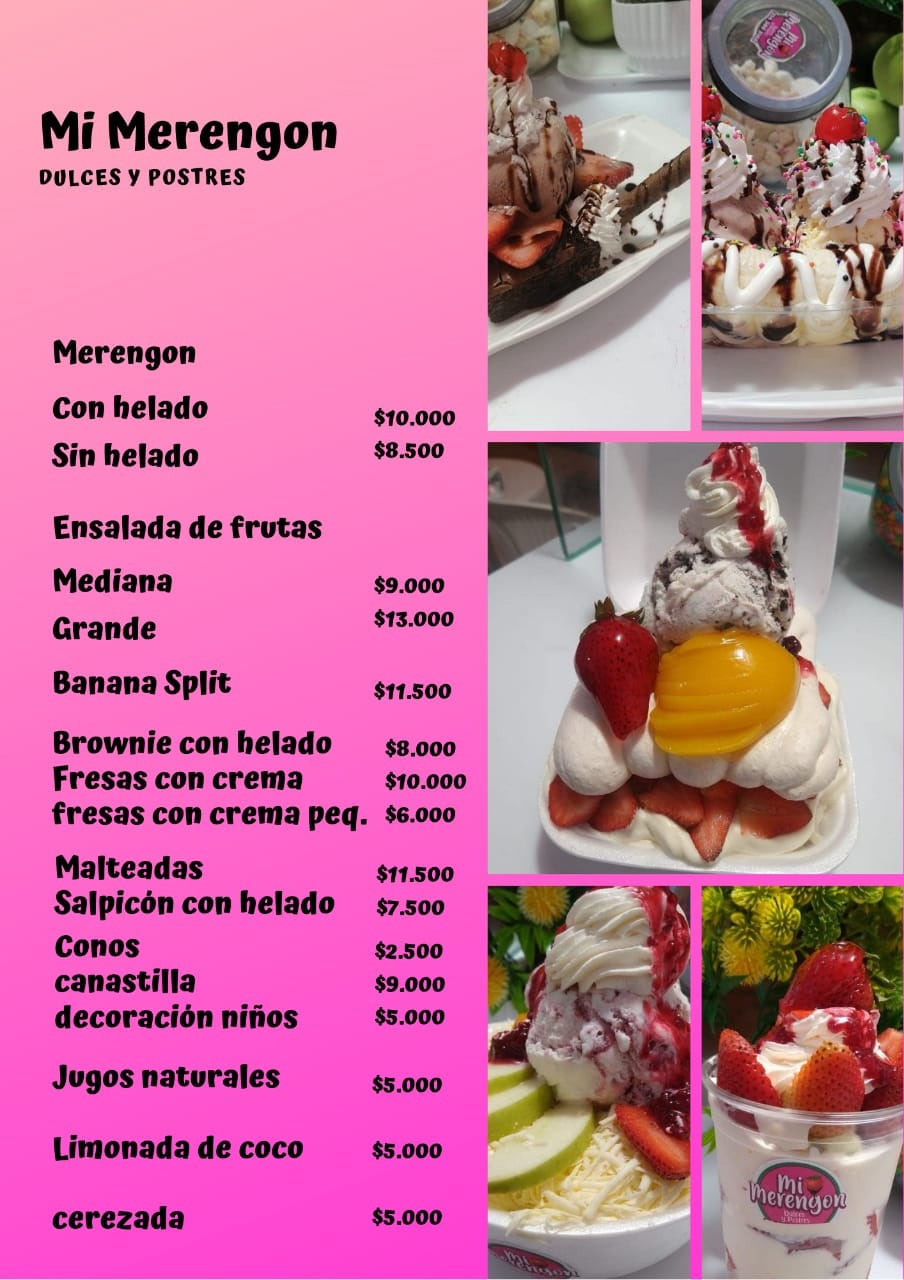 Mi Merengon
DULCES Y POSTRES
Merengon
Con helado $10.000
Sin helado $8.500
Ensalada de frutas
Mediana $9.000
Grande $13.000
Banana Split $11.500
Brownie con helado $8.000
Fresas con crema $10.000
fresas con crema peq. $6.000
Malteadas $11.500
Salpicón con helado $7.500
Conos $2.500
canastilla $9.000
decoración niños $5.000
Jugos naturales $5.000
Limonada de coco $5.000
cerezada $5.000
Mi
Merengon
Mi
Merengon
Mi
Merengon
Dulces
y Postres